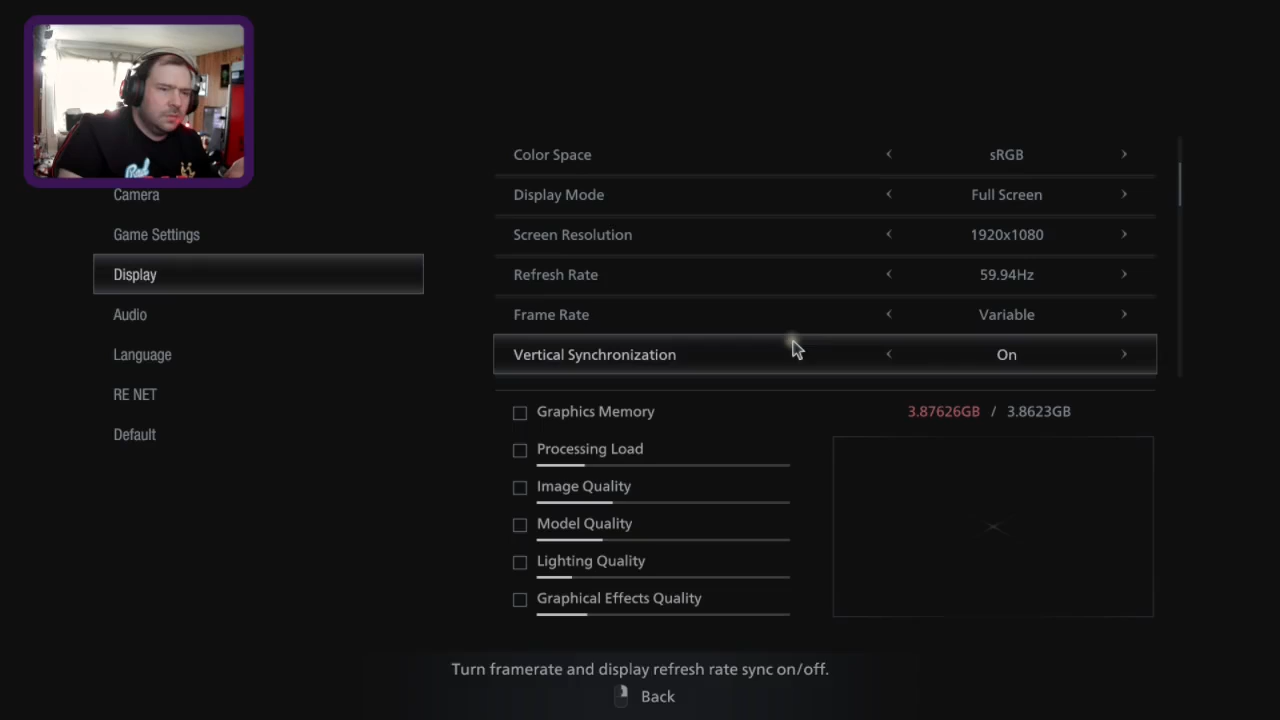 Color Space
sRGB
Camera
Display Mode
Full Screen
Game Settings
Screen Resolution
1920x1080
Display
Refresh Rate
59.94Hz
Audio
Frame Rate
Variable
Language
Vertical Synchronization
On
RE NET
Default
Graphics Memory
3.87626GB / 3.8623GB
Processing Load
Image Quality
Model Quality
Lighting Quality
Graphical Effects Quality
Turn framerate and display refresh rate sync on/off.
Back